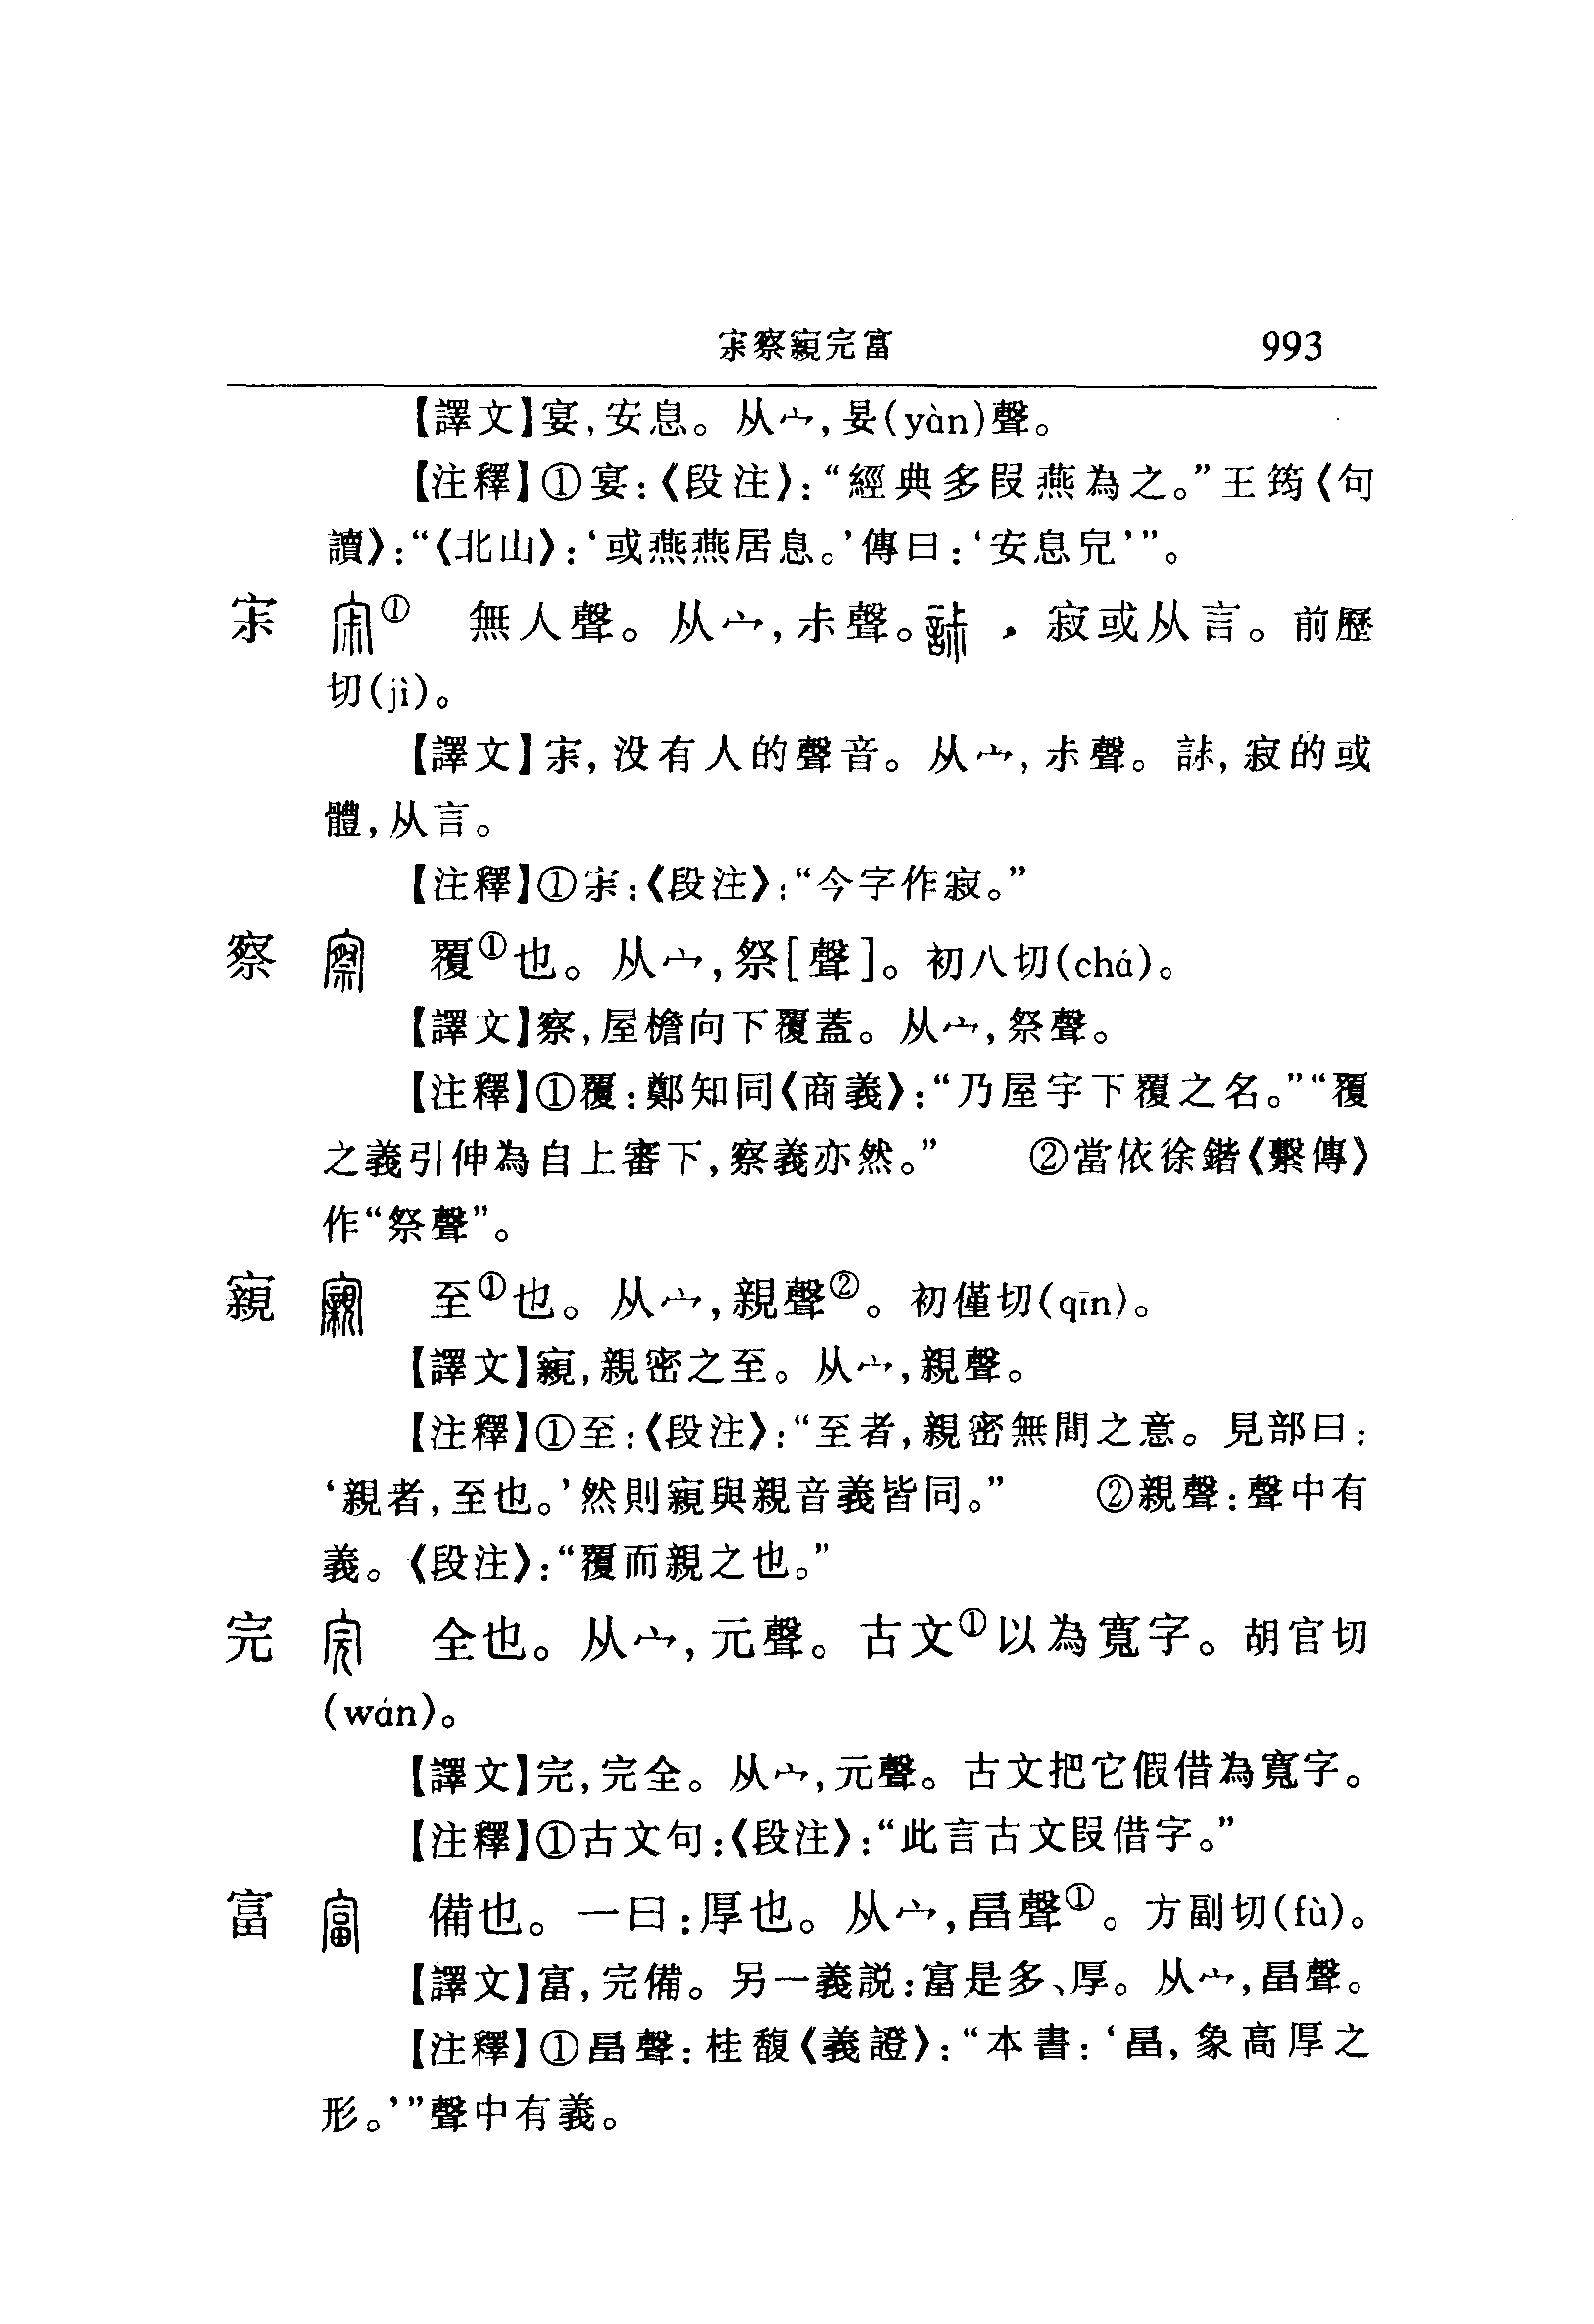 宋察窺完富 993
【譯文】宴,安息。从宀,妟(yàn)聲。
【注釋】①宴:《段注》:“經典多叚燕為之。”王筠《句
讀》:“《北山》:‘或燕燕居息。’傳曰:‘安息皃’”。
宋 ① 無人聲。从宀,尗聲。,寂或从言。前歷
切(jì)。
【譯文】宋,没有人的聲音。从宀,尗聲。誴,寂的或
體,从言。
【注釋】①宋:《段注》:“今字作寂。”
察 覆①也。从宀,祭[聲]。初八切(chá)。
【譯文】察,屋檐向下覆蓋。从宀,祭聲。
【注釋】①覆:鄭知同《商義》:“乃屋宇下覆之名。”“覆
之義引伸為自上審下,察義亦然。” ②當依徐鍇《繫傳》
作“祭聲”。
寴 至①也。从宀,親聲②。初僅切(qīn)。
【譯文】寴,親密之至。从宀,親聲。
【注釋】①至:《段注》:“至者,親密無間之意。見部曰:
‘親者,至也。’然則寴與親音義皆同。” ②親聲:聲中有
義。《段注》:“覆而親之也。”
完 全也。从宀,元聲。古文①以為寬字。胡官切
(wán)。
【譯文】完,完全。从宀,元聲。古文把它假借為寬字。
【注釋】①古文句:《段注》:“此言古文叚借字。”
富 備也。一曰:厚也。从宀,畐聲①。方副切(fù)。
【譯文】富,完備。另一義説:富是多、厚。从宀,畐聲。
【注釋】①畐聲:桂馥《義證》:“本書:‘畐,象高厚之
形。’”聲中有義。